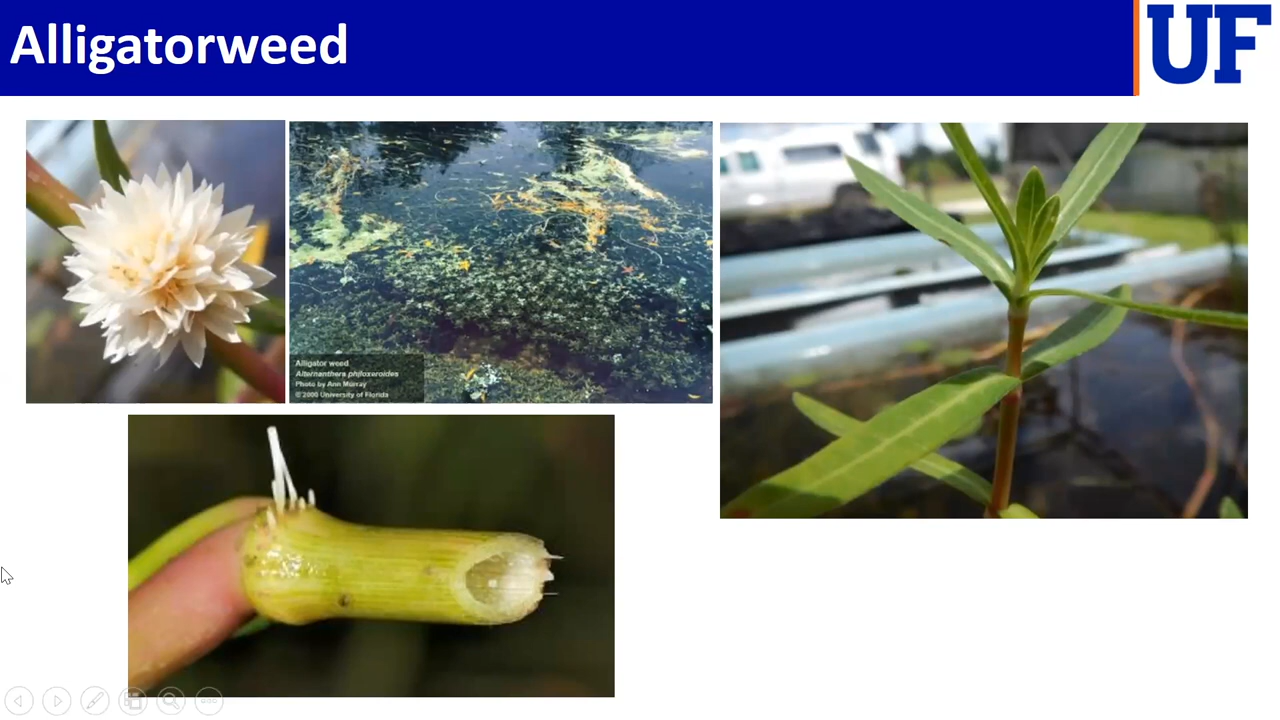 Alligatorweed
UF
Alligator weed
Alternanthera philoxeroides
Photo by Ann Murray
© 2000 University of Florida